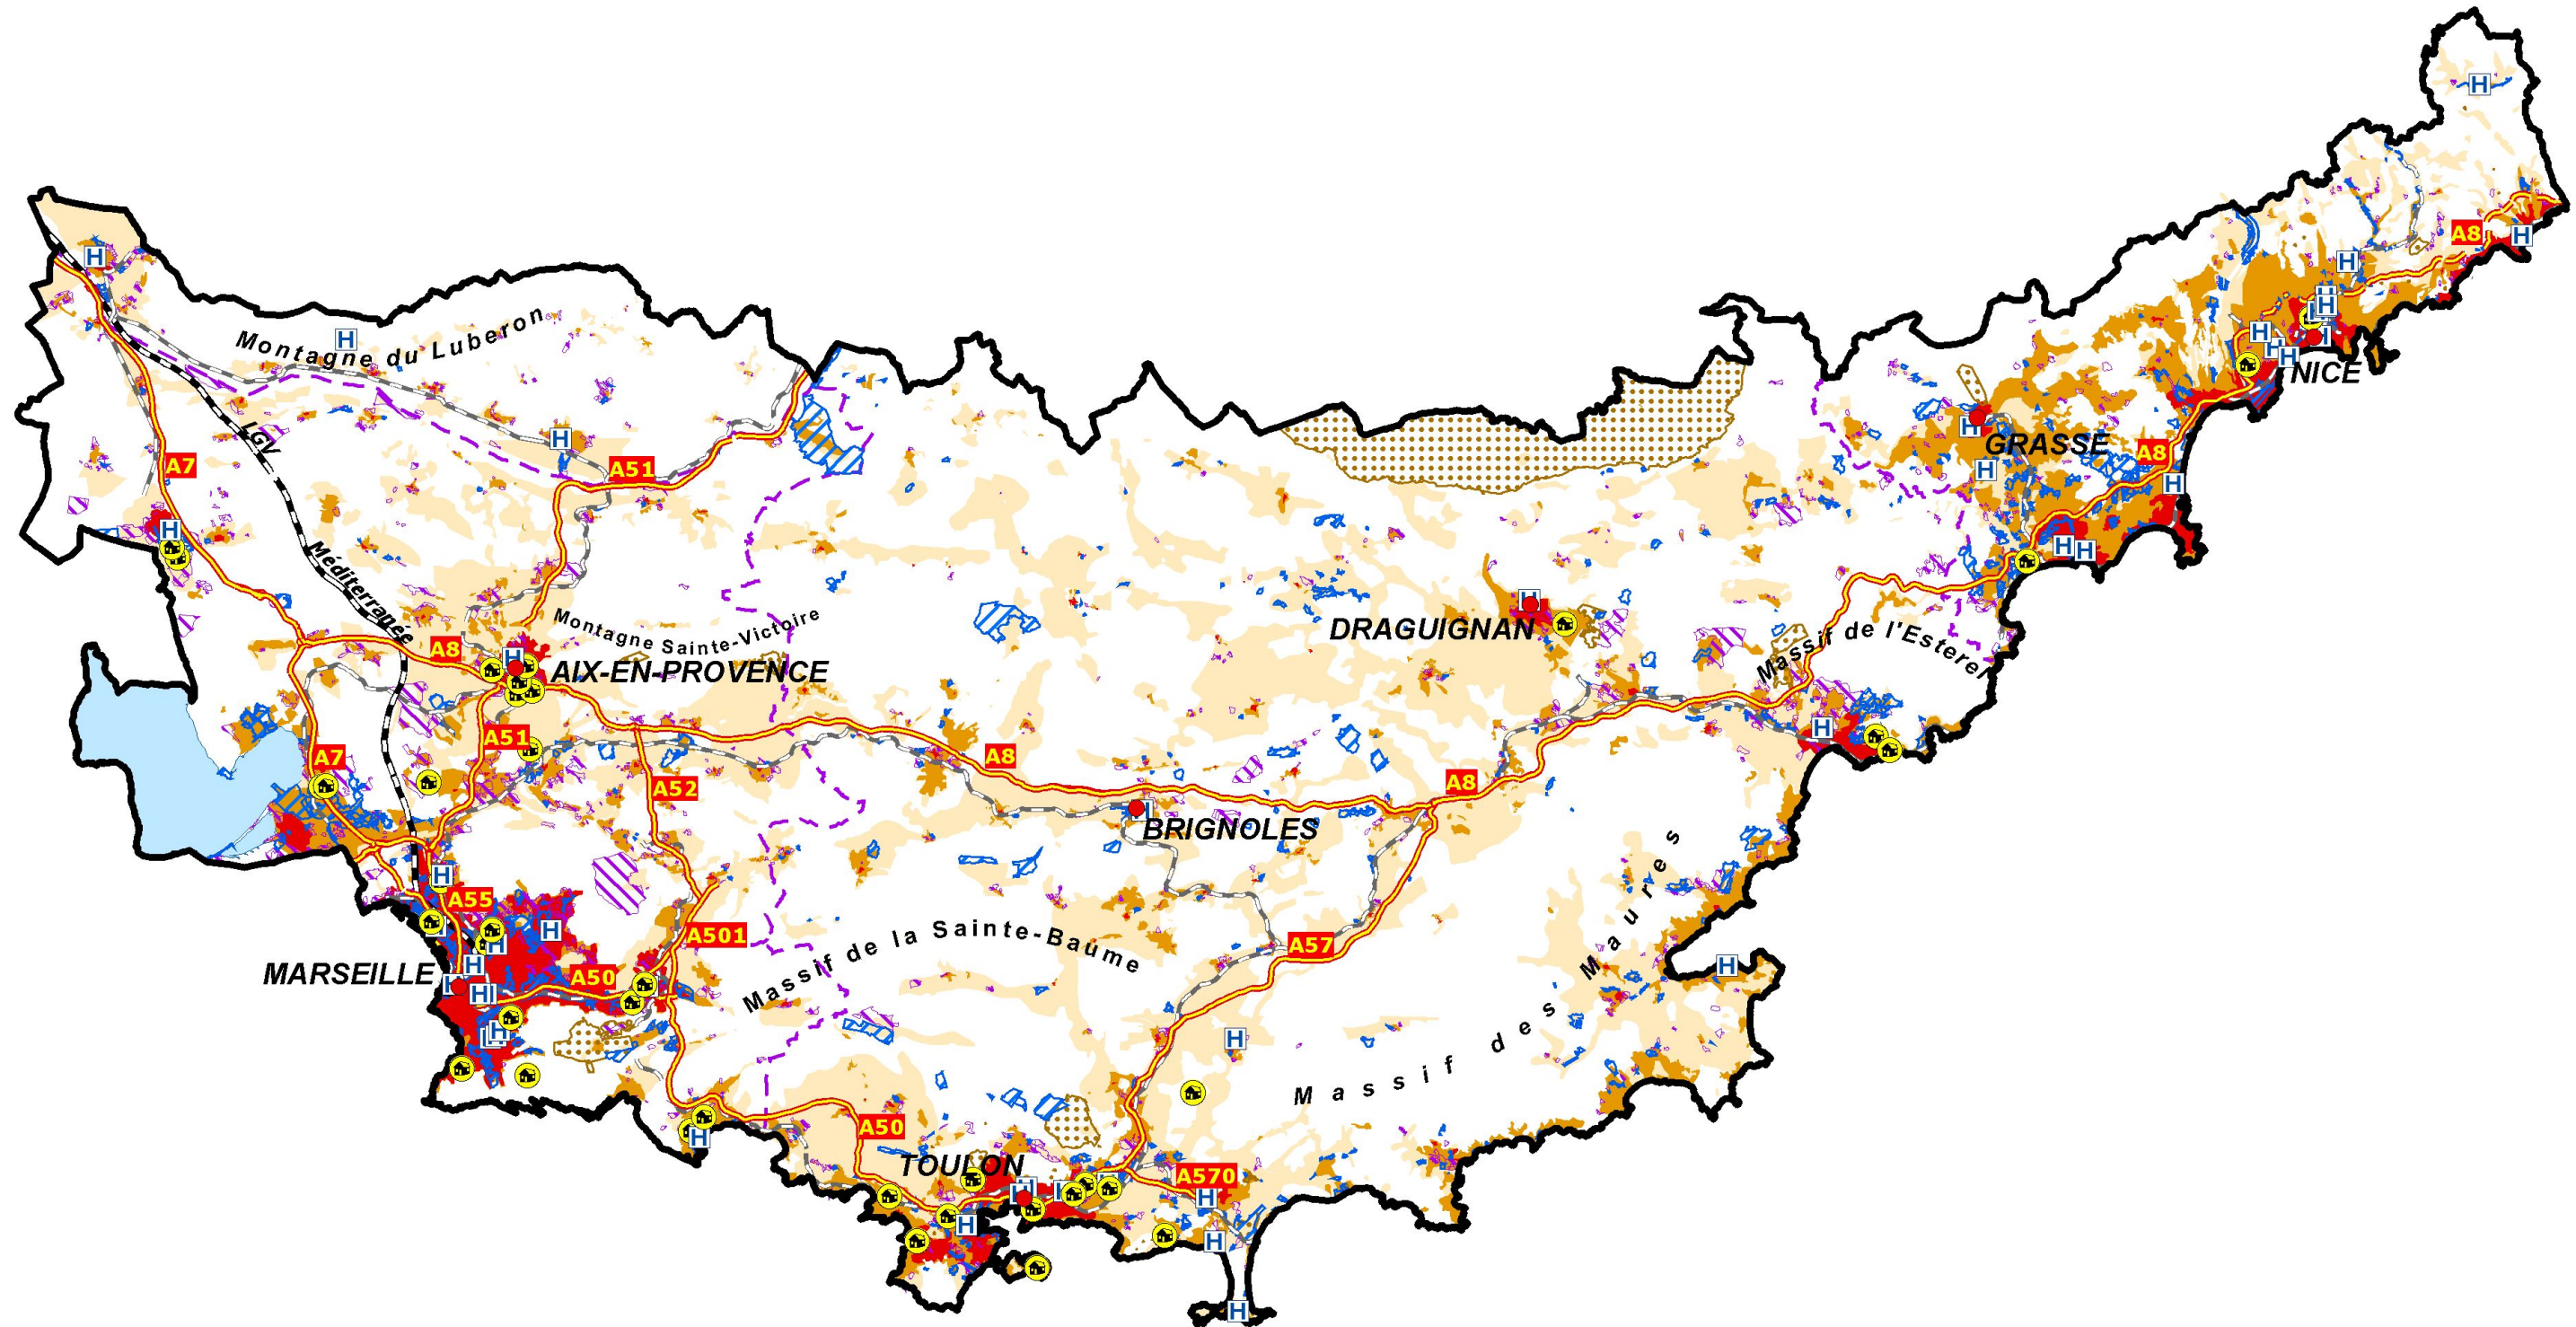 H
A8
H
H
H
Montagne du Luberon
H
H
H
H
H
H
NICE
H
H
GRASSE
A8
A7
LGV
A51
H
H
H
H
H
H
Méditerranée
H
DRAGUIGNAN
Montagne Sainte-Victoire
Massif de l'Esterel
A8
H
AIX-EN-PROVENCE
H
A51
A7
A8
A52
A8
BRIGNOLES
H
A55
H
H
A501
Massif de la Sainte-Baume
A57
Massif des Maures
H
MARSEILLE
H
A50
H
H
H
A50
H
TOULON
A570
H
H
H
H